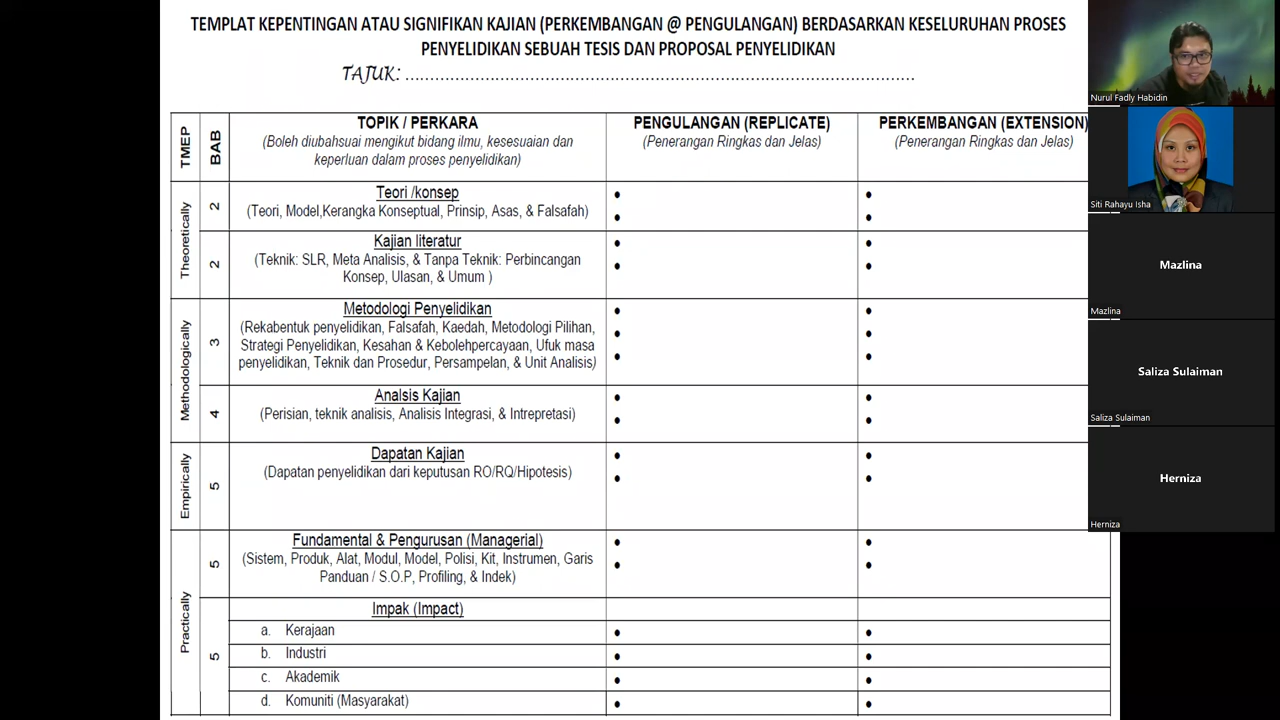 TEMPLAT KEPENTINGAN ATAU SIGNIFIKAN KAJIAN (PERKEMBANGAN @ PENGULANGAN) BERDASARKAN KESELURUHAN PROSES
PENYELIDIKAN SEBUAH TESIS DAN PROPOSAL PENYELIDIKAN
TAJUK: ....................................................................................................
TMEP
BAB
TOPIK / PERKARA
(Boleh diubahsuai mengikut bidang ilmu, kesesuaian dan
keperluan dalam proses penyelidikan)
PENGULANGAN (REPLICATE)
(Penerangan Ringkas dan Jelas)
PERKEMBANGAN (EXTENSION)
(Penerangan Ringkas dan Jelas)
Theoretically
2
Teori /konsep
(Teori, Model,Kerangka Konseptual, Prinsip, Asas, & Falsafah)
2
Kajian literatur
(Teknik: SLR, Meta Analisis, & Tanpa Teknik: Perbincangan
Konsep, Ulasan, & Umum )
Methodologically
3
Metodologi Penyelidikan
(Rekabentuk penyelidikan, Falsafah, Kaedah, Metodologi Pilihan,
Strategi Penyelidikan, Kesahan & Kebolehpercayaan, Ufuk masa
penyelidikan, Teknik dan Prosedur, Persampelan, & Unit Analisis)
4
Analsis Kajian
(Perisian, teknik analisis, Analisis Integrasi, & Intrepretasi)
Empirically
5
Dapatan Kajian
(Dapatan penyelidikan dari keputusan RO/RQ/Hipotesis)
Practically
5
Fundamental & Pengurusan (Managerial)
(Sistem, Produk, Alat, Modul, Model, Polisi, Kit, Instrumen, Garis
Panduan / S.O.P, Profiling, & Indek)
5
Impak (Impact)
a. Kerajaan
b. Industri
c. Akademik
d. Komuniti (Masyarakat)
Nurul Fadly Habidin
Siti Rahayu Isha
Mazlina
Mazlina
Saliza Sulaiman
Saliza Sulaiman
Herniza
Herniza